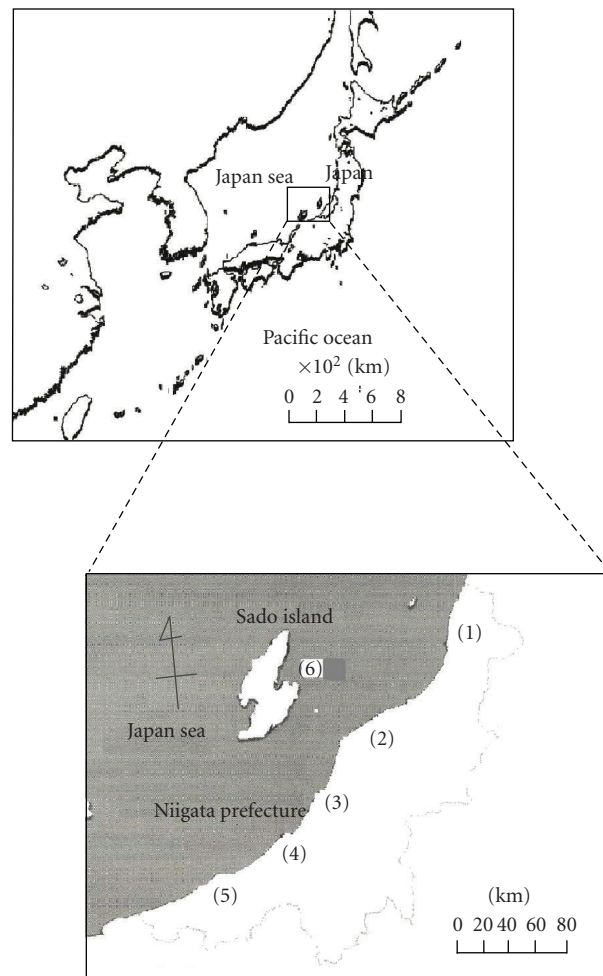 Japan sea
Japan
Pacific ocean
×10² (km)
0 2 4 6 8
Sado island
(1)
(6)
Japan sea
(2)
Niigata prefecture
(3)
(4)
(5)
(km)
0 20 40 60 80